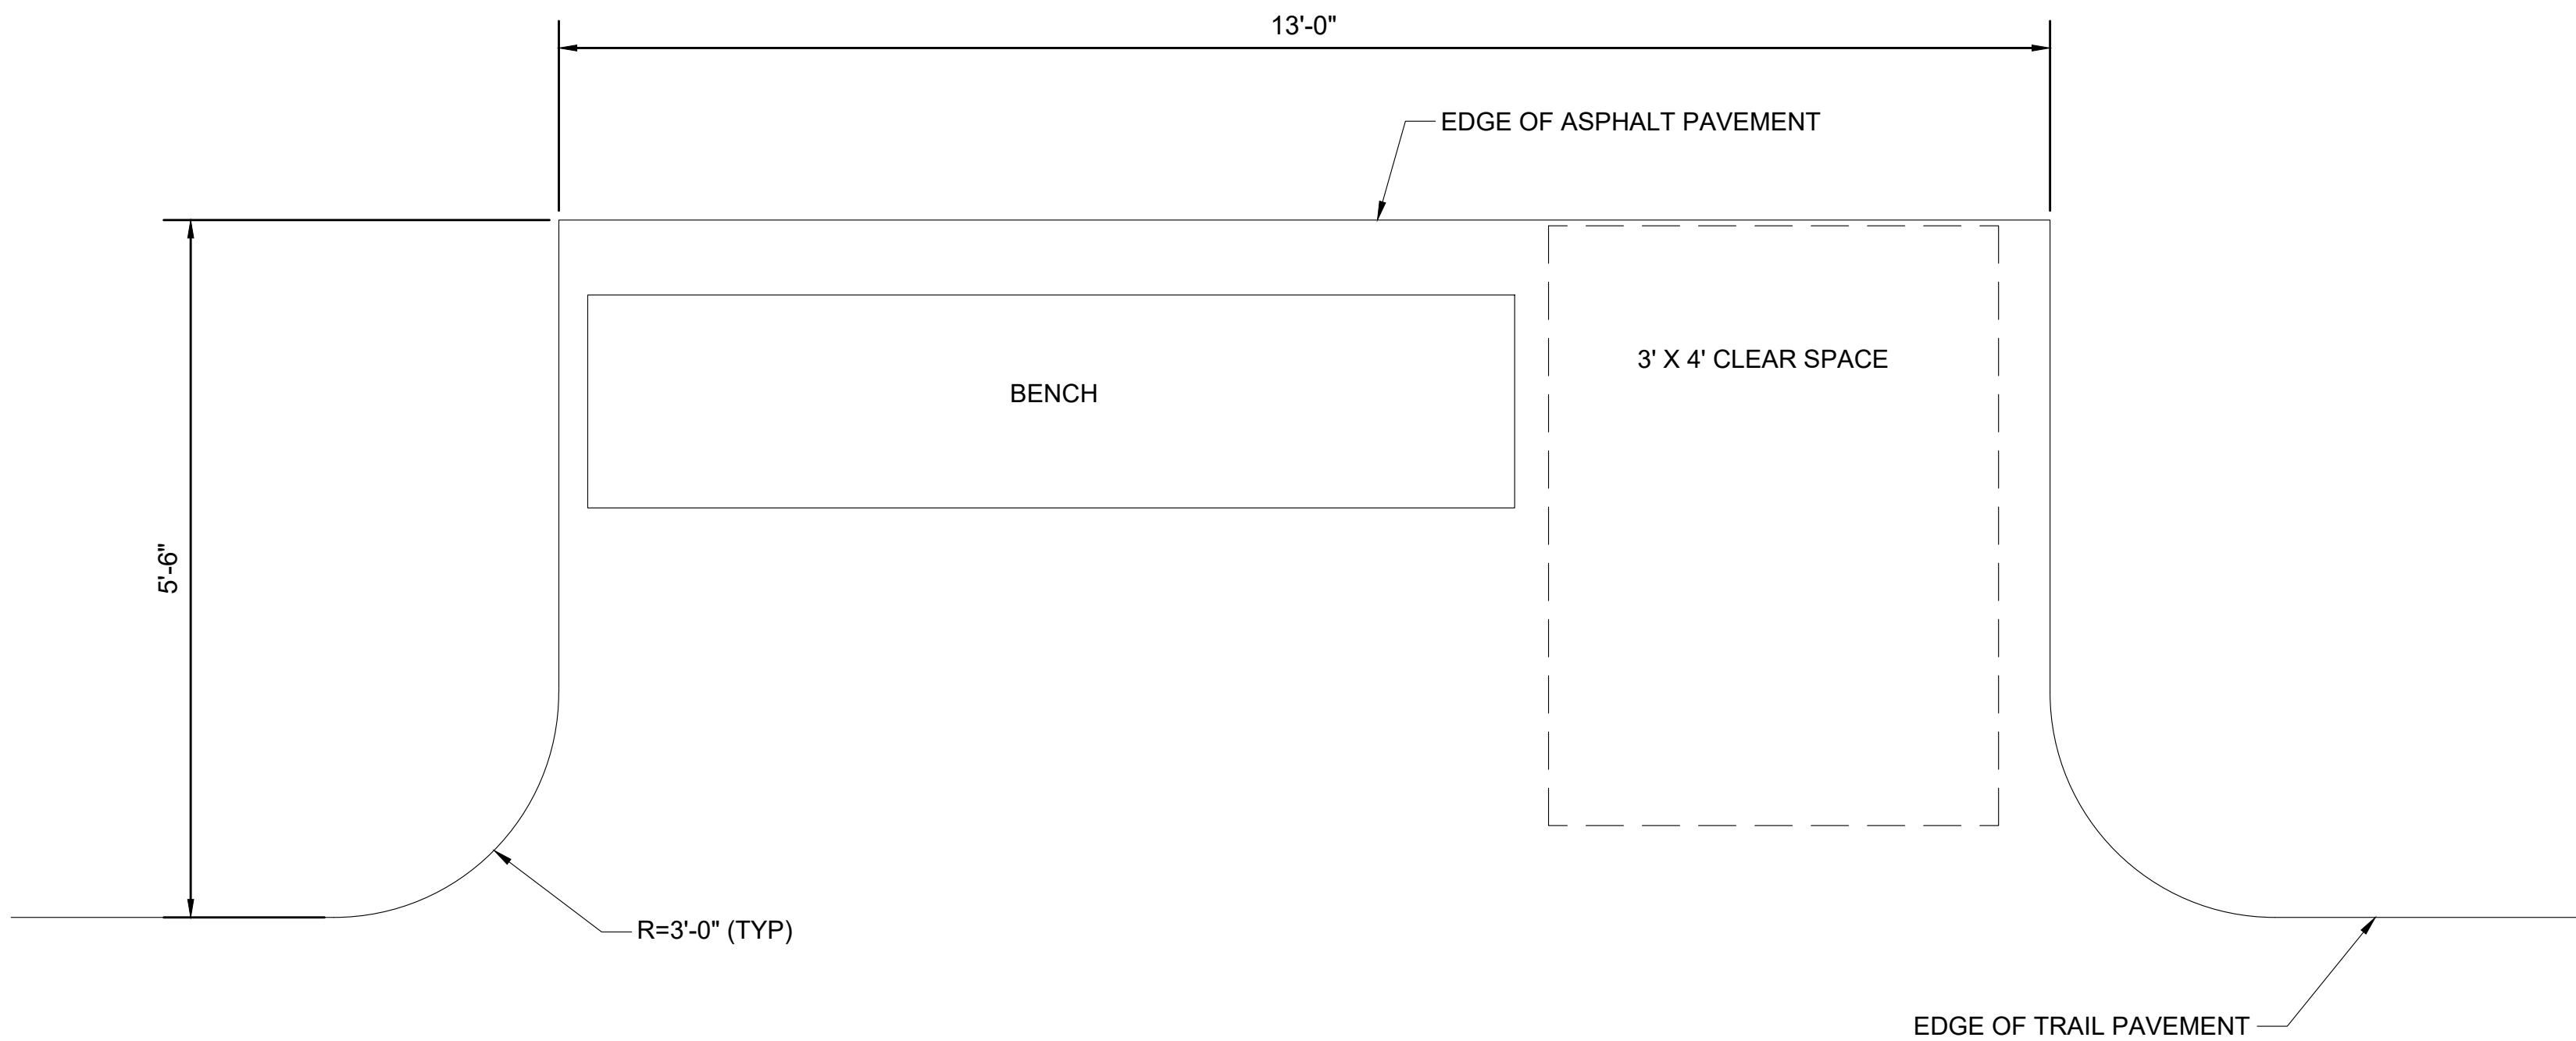 13'-0"
EDGE OF ASPHALT PAVEMENT
3' X 4' CLEAR SPACE
BENCH
5'-6"
R=3'-0" (TYP)
EDGE OF TRAIL PAVEMENT